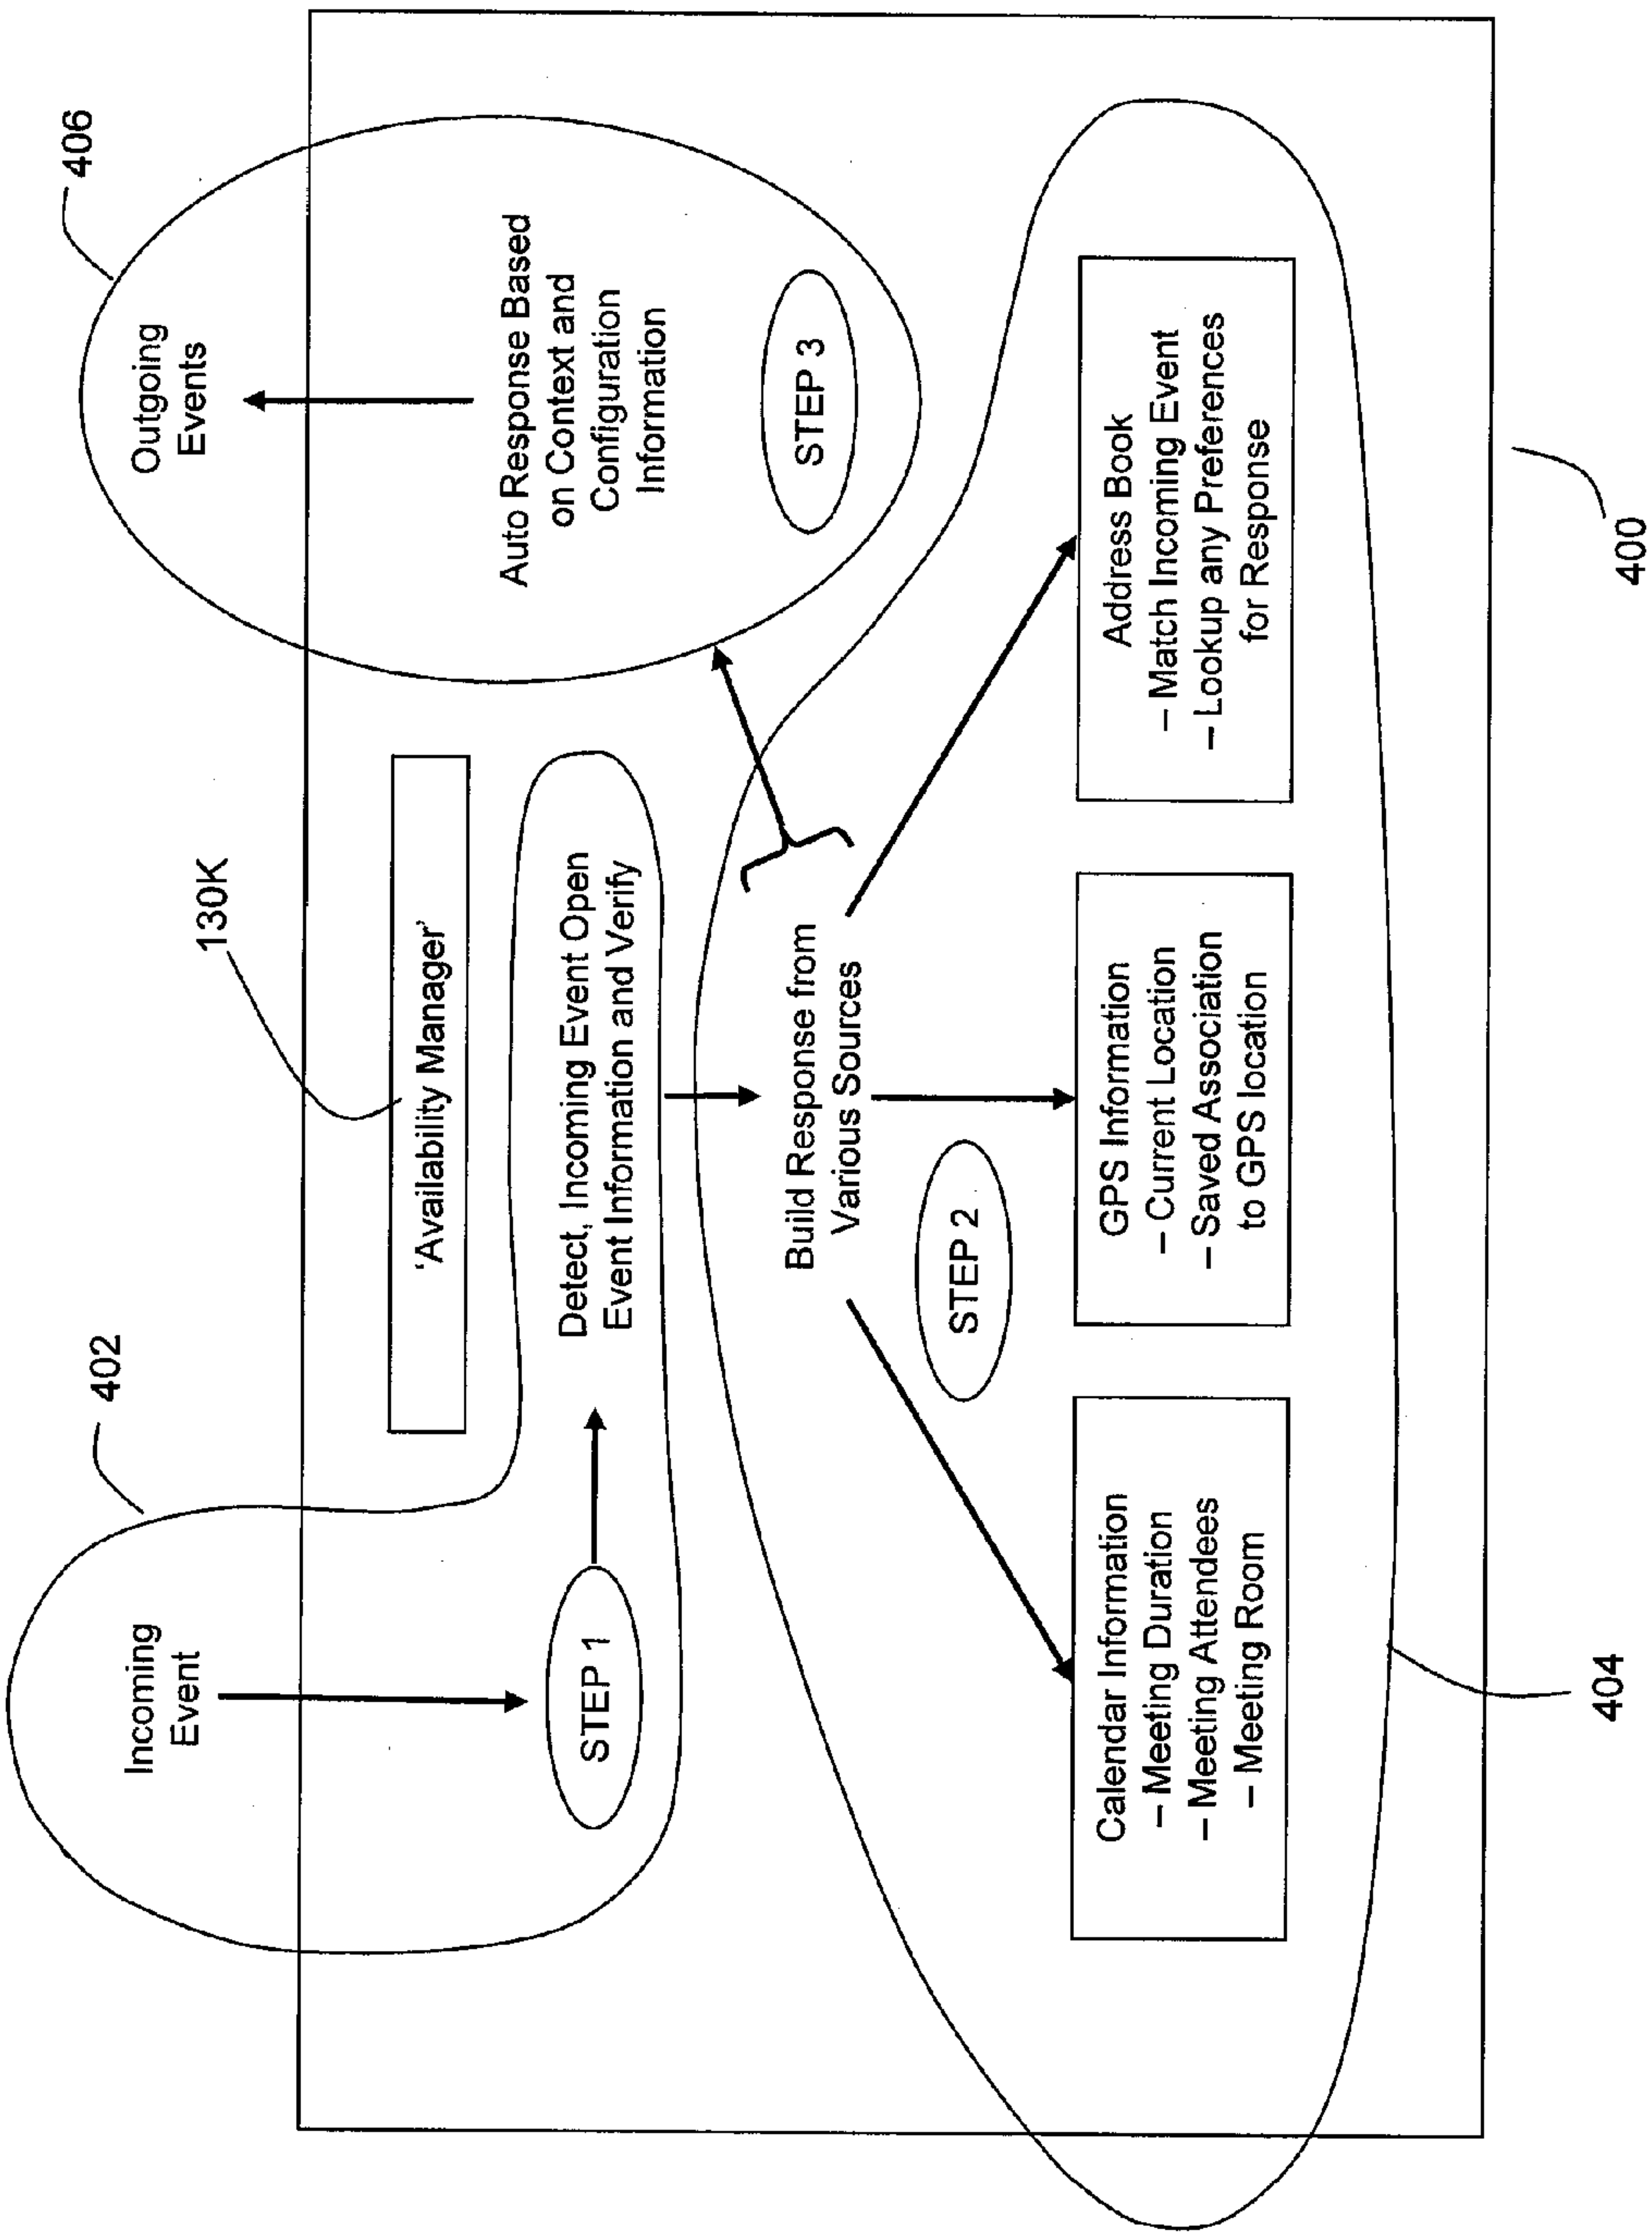 402
Incoming
Event
STEP 1
130K
'Availability Manager'
Detect, Incoming Event Open
Event Information and Verify
406
Outgoing
Events
Auto Response Based
on Context and
Configuration
Information
STEP 3
Build Response from
Various Sources
STEP 2
Calendar Information
– Meeting Duration
– Meeting Attendees
– Meeting Room
GPS Information
– Current Location
– Saved Association
to GPS location
Address Book
– Match Incoming Event
– Lookup any Preferences
for Response
404
400